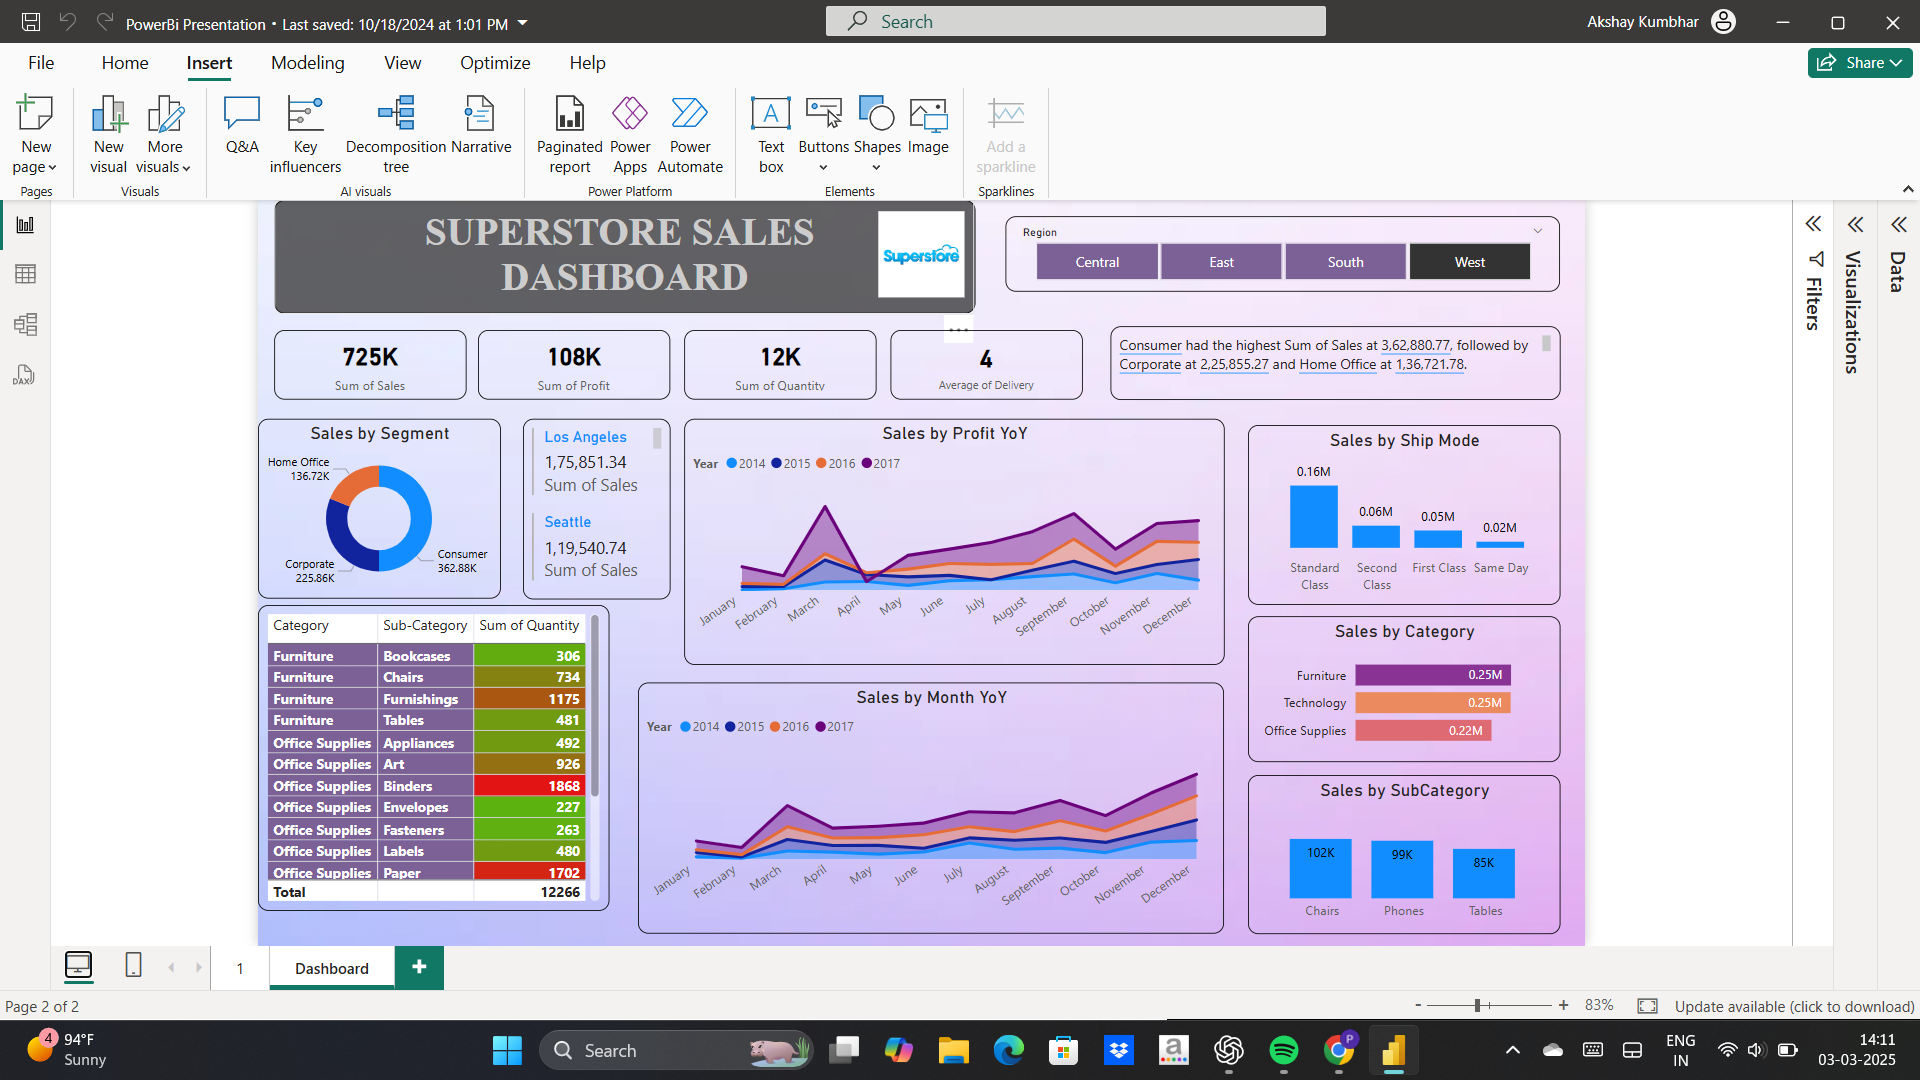 PowerBi Presentation • Last saved: 10/18/2024 at 1:01 PM
Search
Akshay Kumbhar
File Home Insert Modeling View Optimize Help
Share
New page
New visual
More visuals
Q&A
Key influencers
Decomposition tree
Narrative
Paginated report
Power Apps
Power Automate
Text box
Buttons
Shapes
Image
Add a sparkline
Pages Visuals AI visuals Power Platform Elements Sparklines
SUPERSTORE SALES
DASHBOARD
Superstore
Region
Central East South West
Filters
Visualizations
Data
DAX
725K
Sum of Sales
108K
Sum of Profit
12K
Sum of Quantity
4
Average of Delivery
Consumer had the highest Sum of Sales at 3,62,880.77, followed by
Corporate at 2,25,855.27 and Home Office at 1,36,721.78.
Sales by Segment
Home Office
136.72K
Corporate
225.86K
Consumer
362.88K
Los Angeles
1,75,851.34
Sum of Sales
Seattle
1,19,540.74
Sum of Sales
Sales by Profit YoY
Year 2014 2015 2016 2017
January February March April May June July August September October November December
Sales by Ship Mode
0.16M 0.06M 0.05M 0.02M
Standard Class
Second Class
First Class
Same Day
Category Sub-Category Sum of Quantity
Furniture Bookcases 306
Furniture Chairs 734
Furniture Furnishings 1175
Furniture Tables 481
Office Supplies Appliances 492
Office Supplies Art 926
Office Supplies Binders 1868
Office Supplies Envelopes 227
Office Supplies Fasteners 263
Office Supplies Labels 480
Office Supplies Paper 1702
Total 12266
Sales by Month YoY
Year 2014 2015 2016 2017
January February March April May June July August September October November December
Sales by Category
Furniture 0.25M
Technology 0.25M
Office Supplies 0.22M
Sales by SubCategory
102K 99K 85K
Chairs Phones Tables
1 Dashboard +
Page 2 of 2
- + 83%
Update available (click to download)
4
94°F
Sunny
Search
a
P
ENG
IN
14:11
03-03-2025